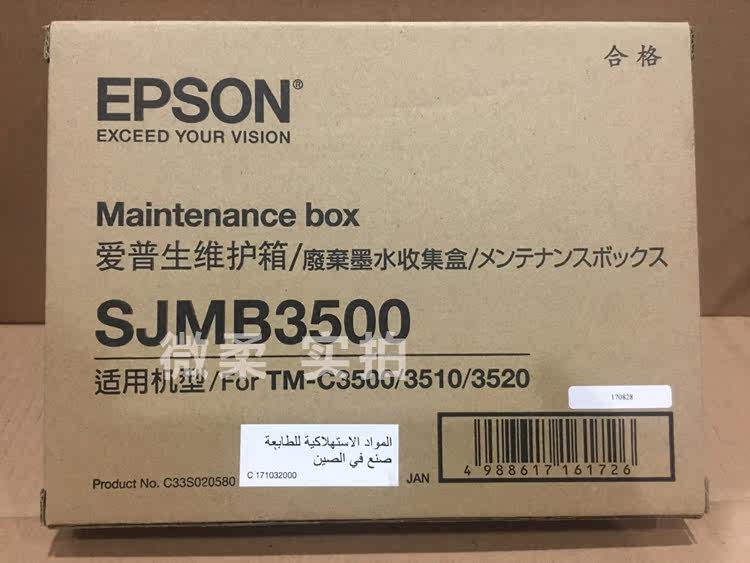 合格
EPSON®
EXCEED YOUR VISION
Maintenance box
爱普生维护箱/廢棄墨水收集盒/メンテナンスボックス
SJMB3500
微柔 实拍
适用机型/For TM-C3500/3510/3520
170828
المواد الاستهلاكية للطابعة
صنع في الصين
C 171032000
Product No. C33S020580
JAN
4 988617 161726